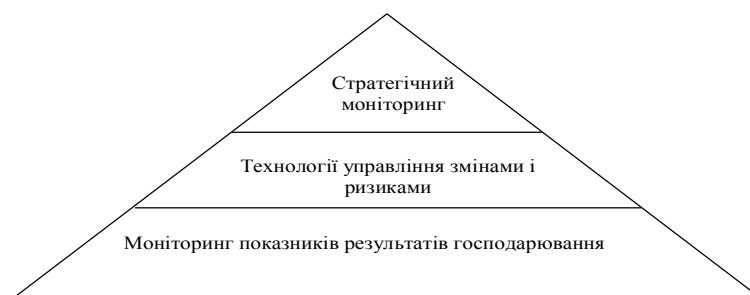 Стратегічний
моніторинг
Технології управління змінами і
ризиками
Моніторинг показників результатів господарювання